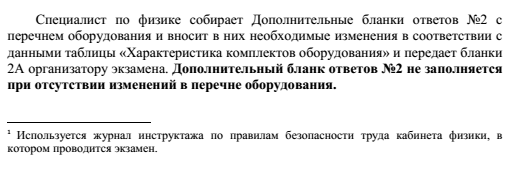 Специалист по физике собирает Дополнительные бланки ответов №2 с
перечнем оборудования и вносит в них необходимые изменения в соответствии с
данными таблицы «Характеристика комплектов оборудования» и передает бланки
2А организатору экзамена. Дополнительный бланк ответов №2 не заполняется
при отсутствии изменений в перечне оборудования.
¹ Используется журнал инструктажа по правилам безопасности труда кабинета физики, в
котором проводится экзамен.